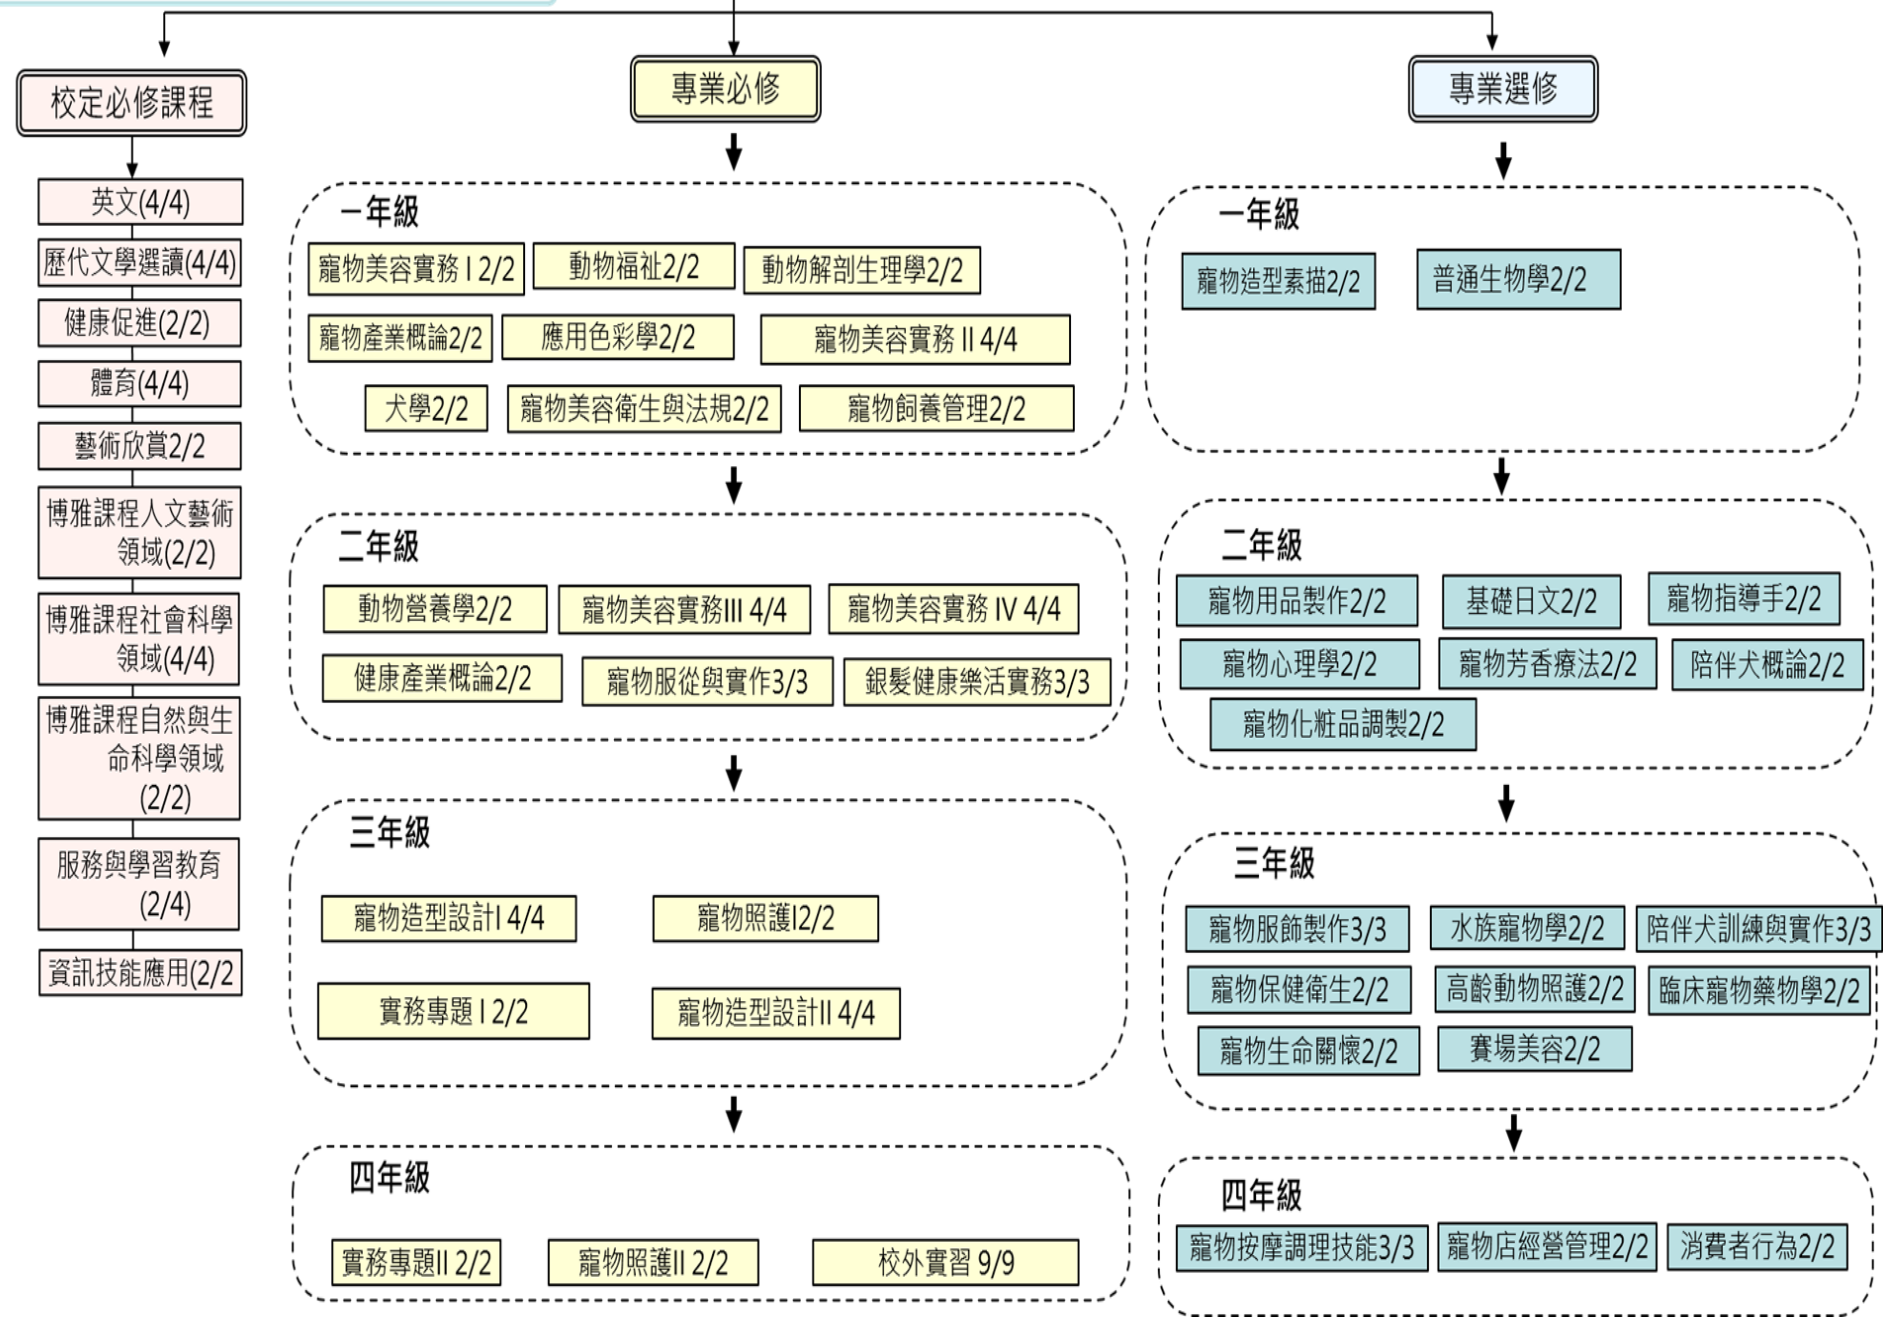 校定必修課程
英文(4/4)
歷代文學選讀(4/4)
健康促進(2/2)
體育(4/4)
藝術欣賞2/2
博雅課程人文藝術
領域(2/2)
博雅課程社會科學
領域(4/4)
博雅課程自然與生
命科學領域
(2/2)
服務與學習教育
(2/4)
資訊技能應用(2/2
專業必修
一年級
寵物美容實務 I 2/2
動物福祉2/2
動物解剖生理學2/2
寵物產業概論2/2
應用色彩學2/2
寵物美容實務 II 4/4
犬學2/2
寵物美容衛生與法規2/2
寵物飼養管理2/2
二年級
動物營養學2/2
寵物美容實務III 4/4
寵物美容實務 IV 4/4
健康產業概論2/2
寵物服從與實作3/3
銀髮健康樂活實務3/3
三年級
寵物造型設計I 4/4
寵物照護I2/2
實務專題 I 2/2
寵物造型設計II 4/4
四年級
實務專題II 2/2
寵物照護II 2/2
校外實習 9/9
專業選修
一年級
寵物造型素描2/2
普通生物學2/2
二年級
寵物用品製作2/2
基礎日文2/2
寵物指導手2/2
寵物心理學2/2
寵物芳香療法2/2
陪伴犬概論2/2
寵物化粧品調製2/2
三年級
寵物服飾製作3/3
水族寵物學2/2
陪伴犬訓練與實作3/3
寵物保健衛生2/2
高齡動物照護2/2
臨床寵物藥物學2/2
寵物生命關懷2/2
賽場美容2/2
四年級
寵物按摩調理技能3/3
寵物店經營管理2/2
消費者行為2/2